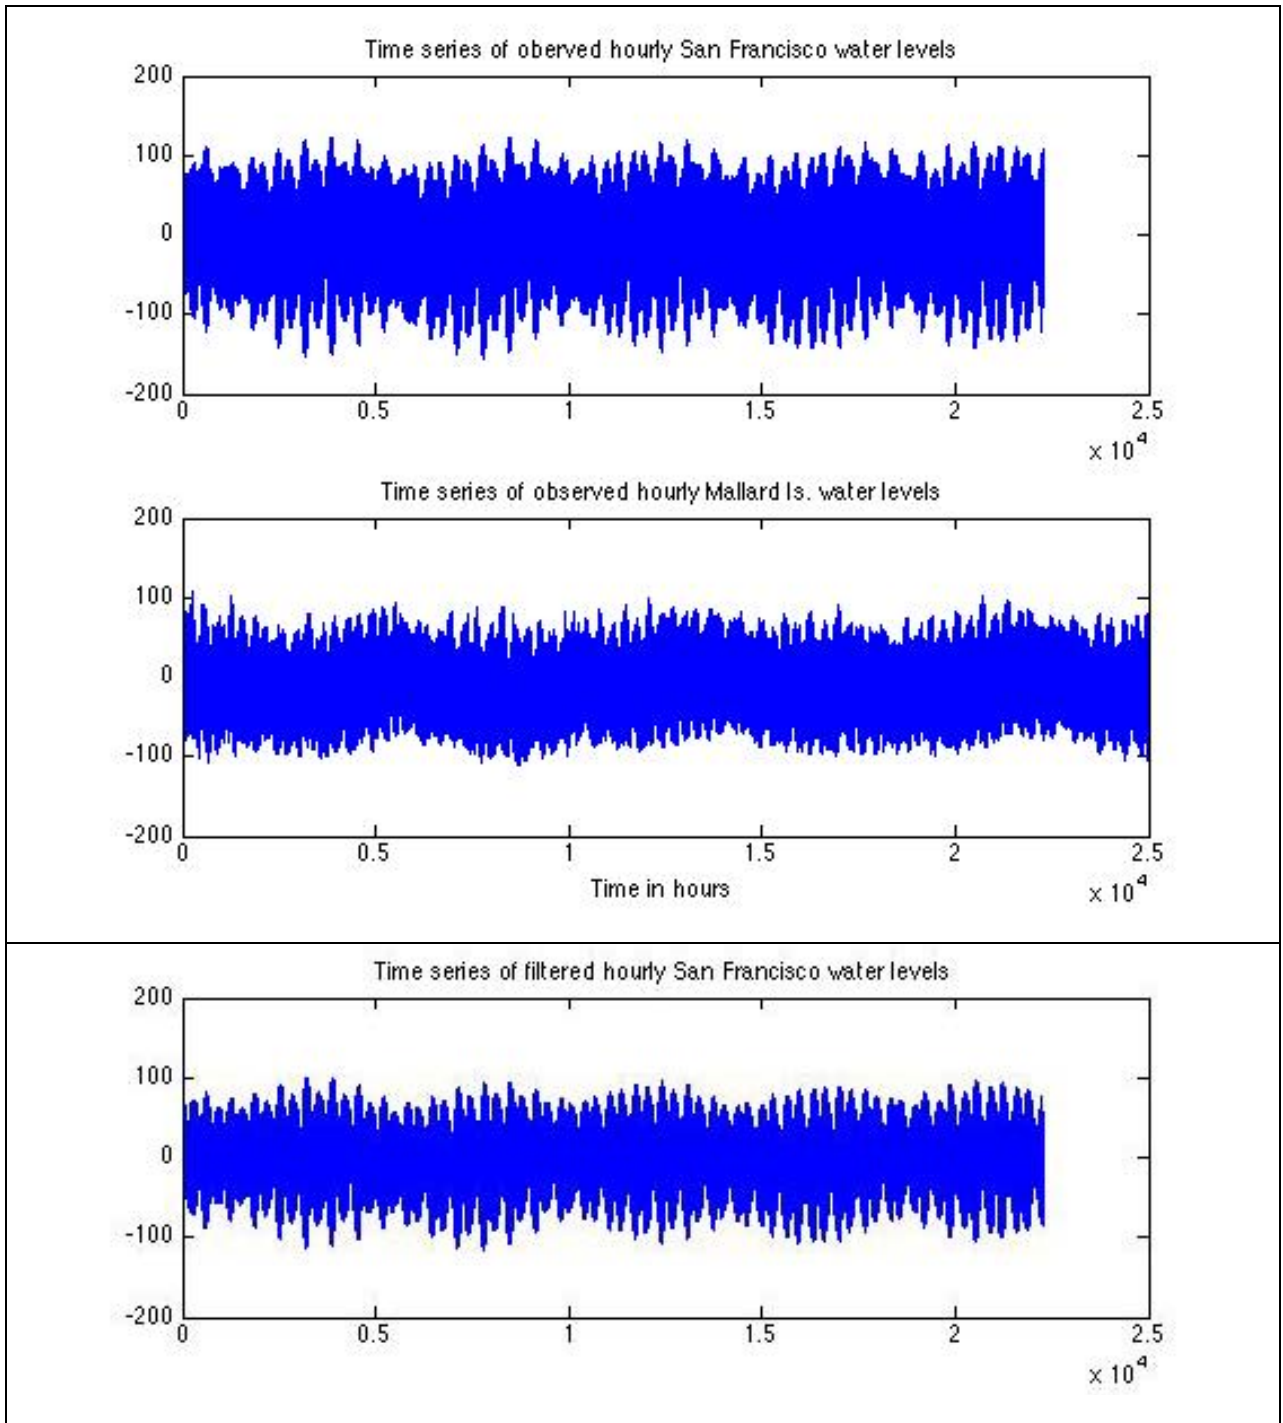 Time series of oberved hourly San Francisco water levels
200
100
0
-100
-200
0 0.5 1 1.5 2 2.5
x 10^4
Time series of observed hourly Mallard Is. water levels
200
100
0
-100
-200
0 0.5 1 1.5 2 2.5
Time in hours x 10^4
Time series of filtered hourly San Francisco water levels
200
100
0
-100
-200
0 0.5 1 1.5 2 2.5
x 10^4